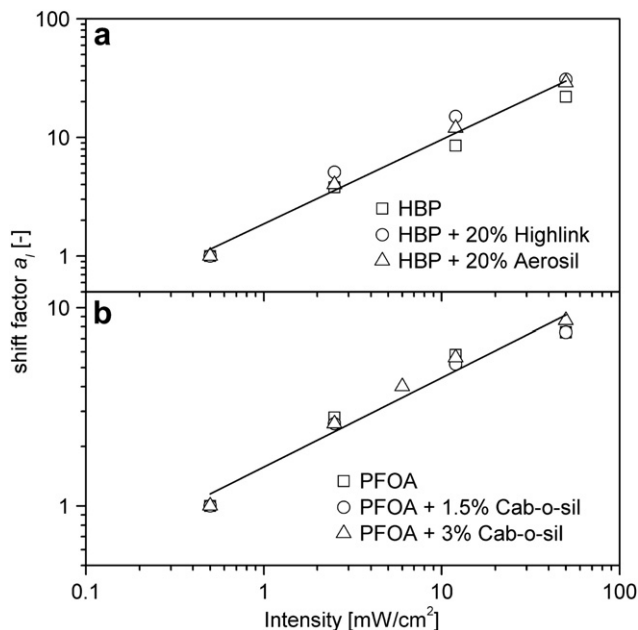 100
a
10
□ HBP
○ HBP + 20% Highlink
△ HBP + 20% Aerosil
1
shift factor a_I [-]
10
b
□ PFOA
○ PFOA + 1.5% Cab-o-sil
△ PFOA + 3% Cab-o-sil
1
0.1 1 10 100
Intensity [mW/cm²]